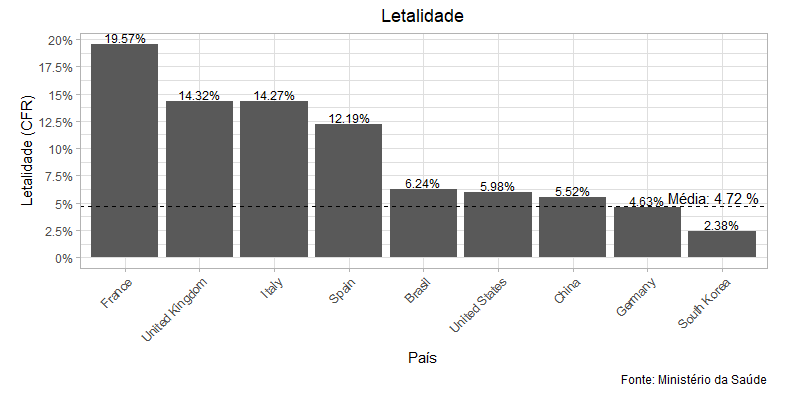 Letalidade
Letalidade (CFR)
20%
17.5%
15%
12.5%
10%
7.5%
5%
2.5%
0%
19.57%
14.32%
14.27%
12.19%
6.24%
5.98%
5.52%
4.63%
2.38%
Média: 4.72 %
France
United Kingdom
Italy
Spain
Brasil
United States
China
Germany
South Korea
País
Fonte: Ministério da Saúde